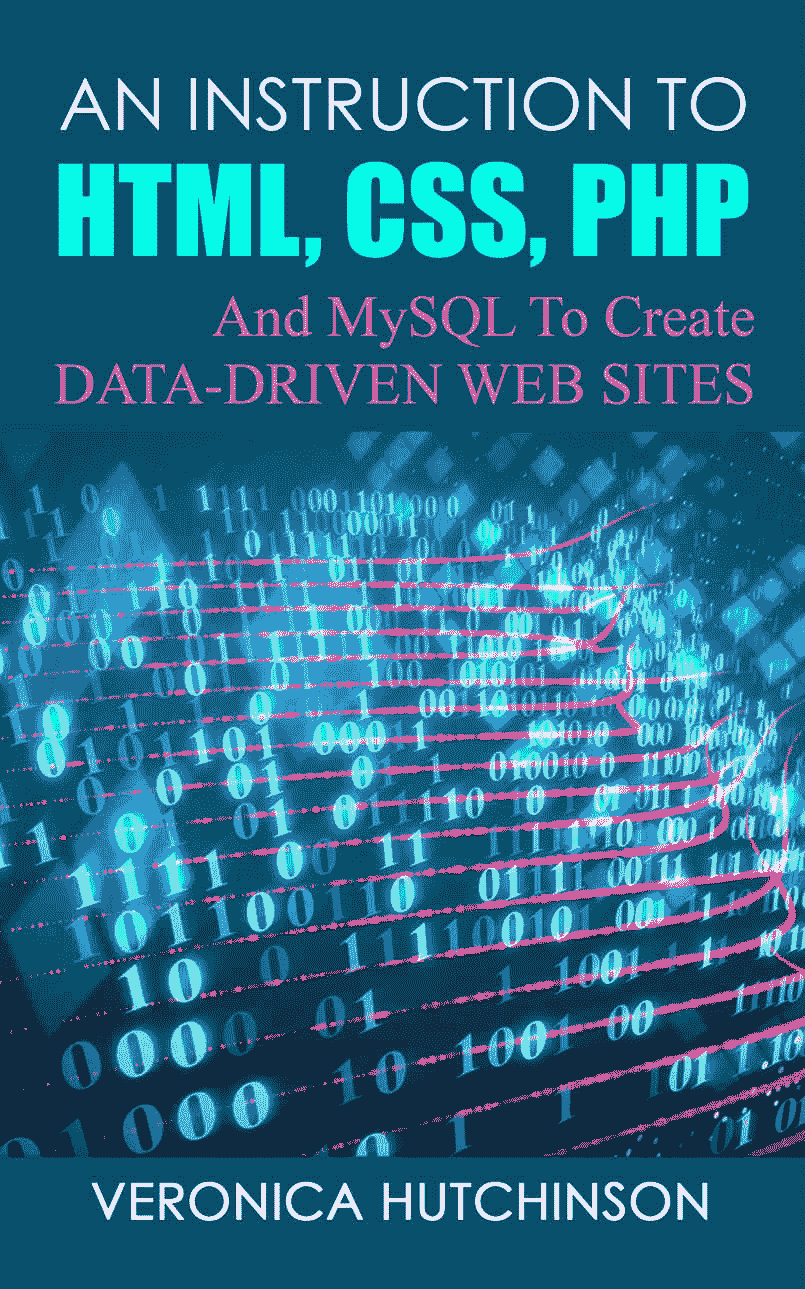 AN INSTRUCTION TO
HTML, CSS, PHP
And MySQL To Create
DATA-DRIVEN WEB SITES
VERONICA HUTCHINSON